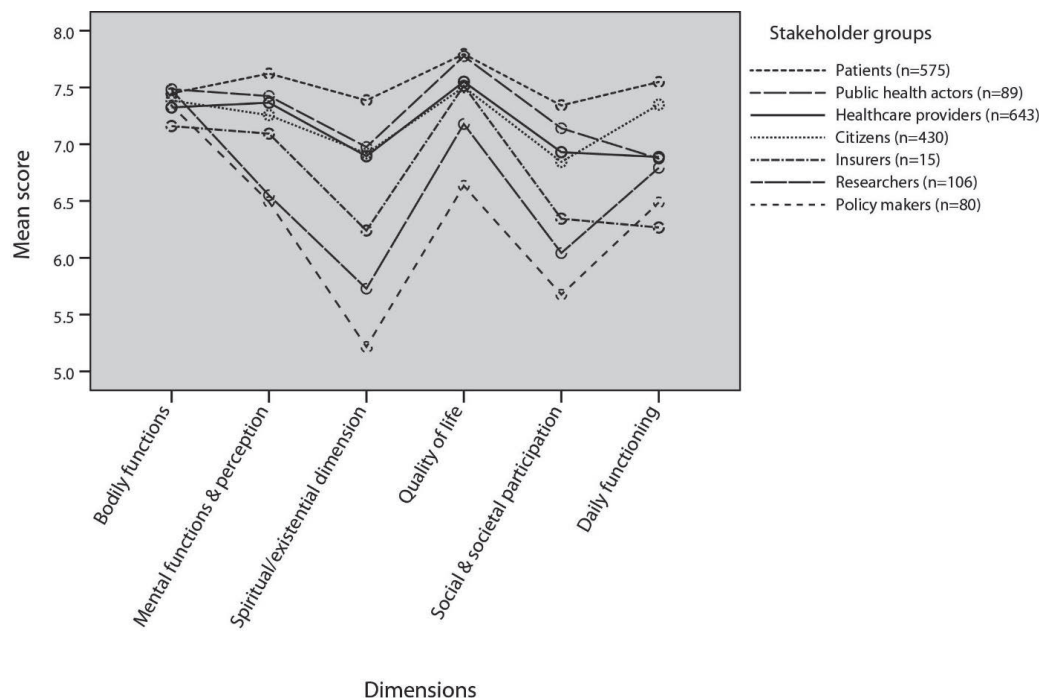 8.0
7.5
7.0
6.5
6.0
5.5
5.0
Mean score
Bodily functions
Mental functions & perception
Spiritual/existential dimension
Quality of life
Social & societal participation
Daily functioning
Dimensions
Stakeholder groups
Patients (n=575)
Public health actors (n=89)
Healthcare providers (n=643)
Citizens (n=430)
Insurers (n=15)
Researchers (n=106)
Policy makers (n=80)